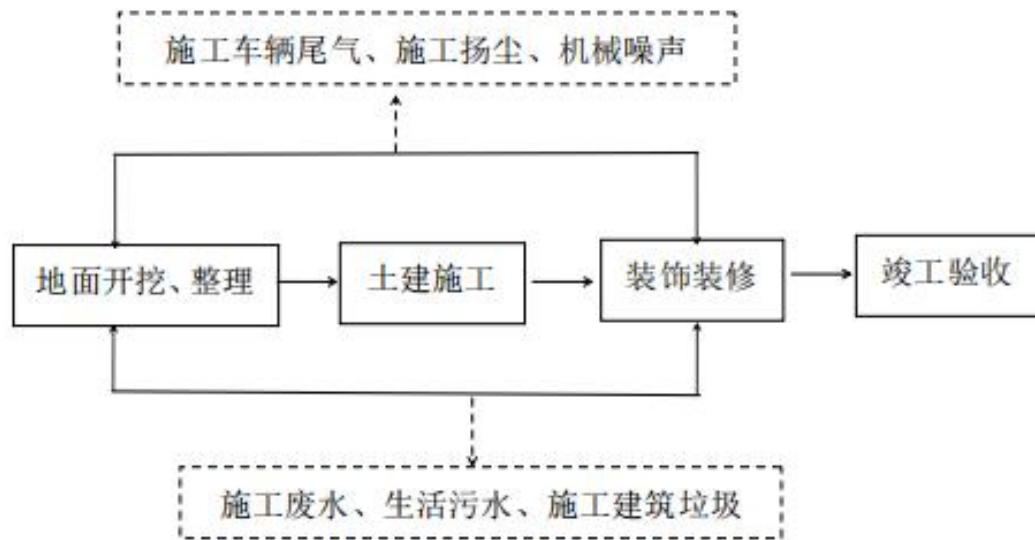 施工车辆尾气、施工扬尘、机械噪声
地面开挖、整理
土建施工
装饰装修
竣工验收
施工废水、生活污水、施工建筑垃圾